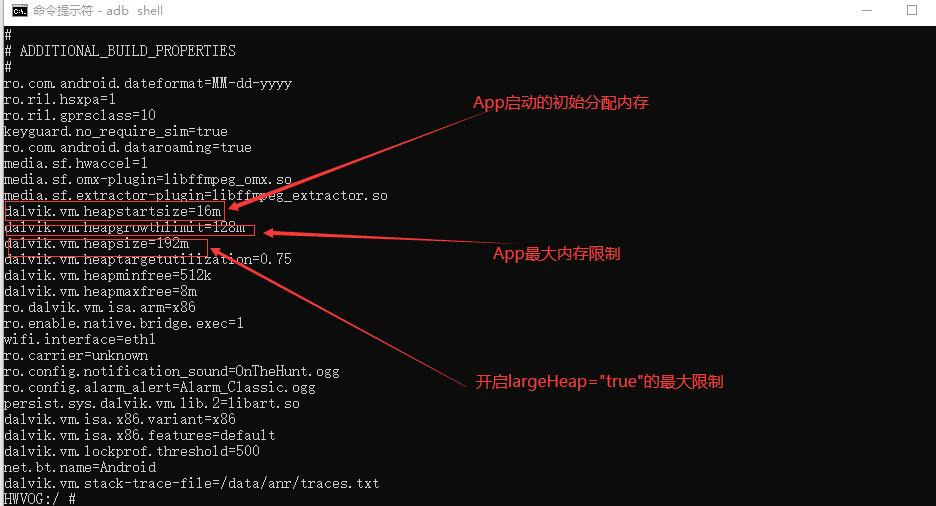 命令提示符 - adb shell
#
# ADDITIONAL_BUILD_PROPERTIES
#
ro.com.android.dateformat=MM-dd-yyyy
ro.ril.hsxpa=1
ro.ril.gprsclass=10
keyguard.no_require_sim=true
ro.com.android.dataroaming=true
media.sf.hwaccel=1
media.sf.omx-plugin=libffmpeg_omx.so
media.sf.extractor-plugin=libffmpeg_extractor.so
dalvik.vm.heapstartsize=16m
dalvik.vm.heapgrowthlimit=128m
dalvik.vm.heapsize=192m
dalvik.vm.heaptargetutilization=0.75
dalvik.vm.heapminfree=512k
dalvik.vm.heapmaxfree=8m
ro.dalvik.vm.isa.arm=x86
ro.enable.native.bridge.exec=1
wifi.interface=eth1
ro.carrier=unknown
ro.config.notification_sound=OnTheHunt.ogg
ro.config.alarm_alert=Alarm_Classic.ogg
persist.sys.dalvik.vm.lib.2=libart.so
dalvik.vm.isa.x86.variant=x86
dalvik.vm.isa.x86.features=default
dalvik.vm.lockprof.threshold=500
net.bt.name=Android
dalvik.vm.stack-trace-file=/data/anr/traces.txt
HWVOG:/ #
App启动的初始分配内存
App最大内存限制
开启largeHeap="true"的最大限制